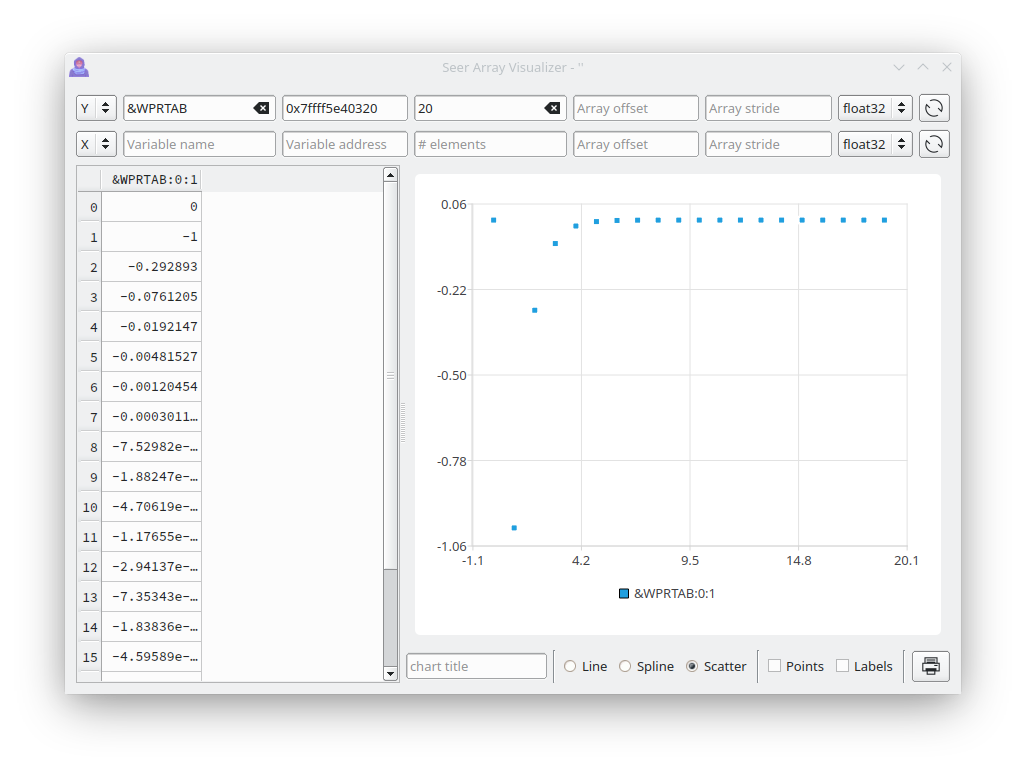 Seer Array Visualizer - ''
Y &WPRTAB 0x7ffff5e40320 20 Array offset Array stride float32
X Variable name Variable address # elements Array offset Array stride float32
&WPRTAB:0:1
0 0
1 -1
2 -0.292893
3 -0.0761205
4 -0.0192147
5 -0.00481527
6 -0.00120454
7 -0.0003011…
8 -7.52982e-…
9 -1.88247e-…
10 -4.70619e-…
11 -1.17655e-…
12 -2.94137e-…
13 -7.35343e-…
14 -1.83836e-…
15 -4.59589e-…
0.06
-0.22
-0.50
-0.78
-1.06
-1.1 4.2 9.5 14.8 20.1
&WPRTAB:0:1
chart title Line Spline Scatter Points Labels